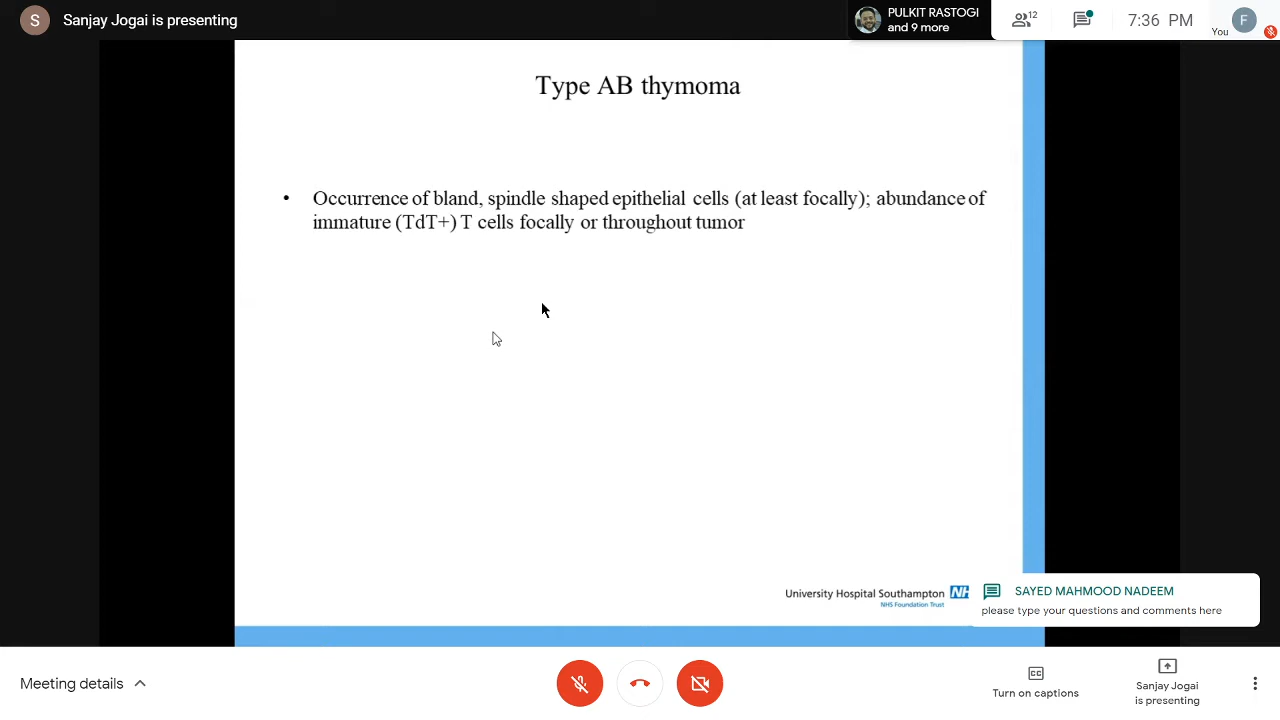 S Sanjay Jogai is presenting
PULKIT RASTOGI
and 9 more
12
7:36 PM
You
F
Type AB thymoma
• Occurrence of bland, spindle shaped epithelial cells (at least focally); abundance of
immature (TdT+) T cells focally or throughout tumor
University Hospital Southampton NH
NHS Foundation Trust
SAYED MAHMOOD NADEEM
please type your questions and comments here
Meeting details
CC
Turn on captions
Sanjay Jogai
is presenting